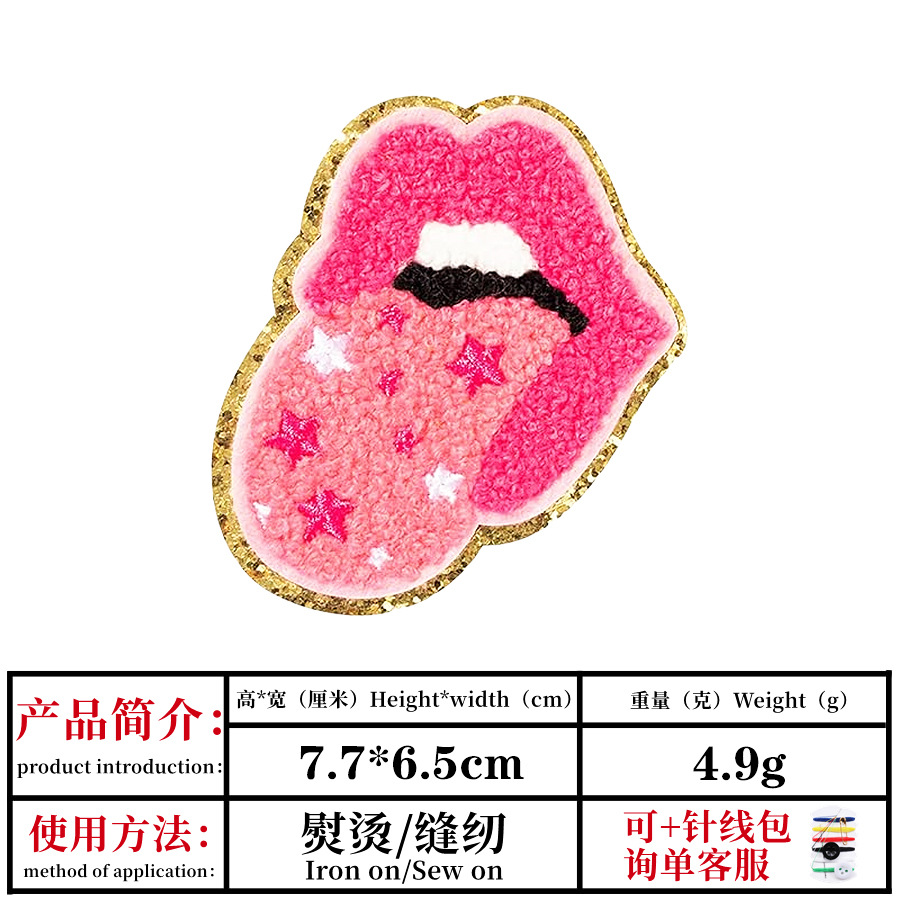 产品简介：
product introduction:
高*宽（厘米）Height*width（cm）
重量（克）Weight（g）
7.7*6.5cm
4.9g
使用方法：
method of application:
熨烫/缝纫
Iron on/Sew on
可+针线包
询单客服